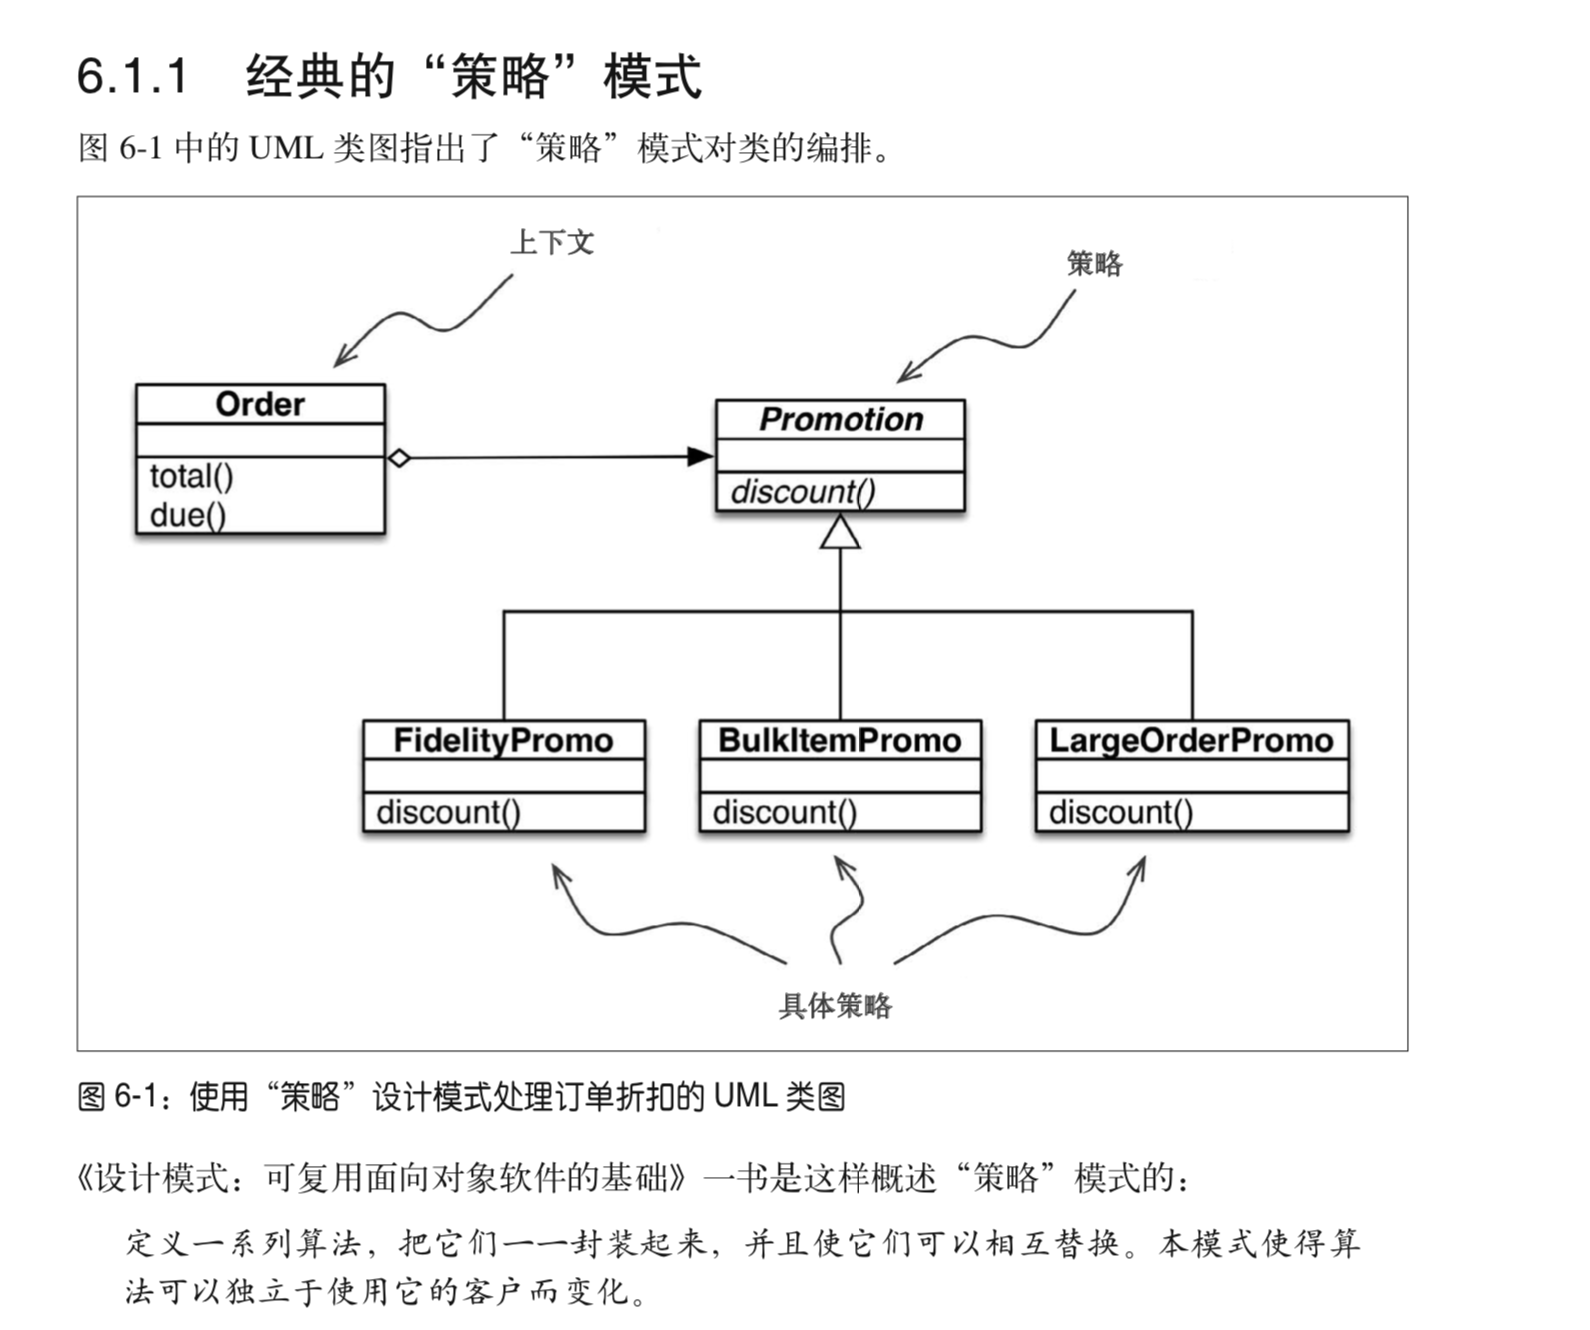 6.1.1 经典的“策略”模式
图 6-1 中的 UML 类图指出了“策略”模式对类的编排。
上下文
策略
Order
total()
due()
Promotion
discount()
FidelityPromo
discount()
BulkItemPromo
discount()
LargeOrderPromo
discount()
具体策略
图 6-1：使用“策略”设计模式处理订单折扣的 UML 类图
《设计模式：可复用面向对象软件的基础》一书是这样概述“策略”模式的：
定义一系列算法，把它们一一封装起来，并且使它们可以相互替换。本模式使得算
法可以独立于使用它的客户而变化。